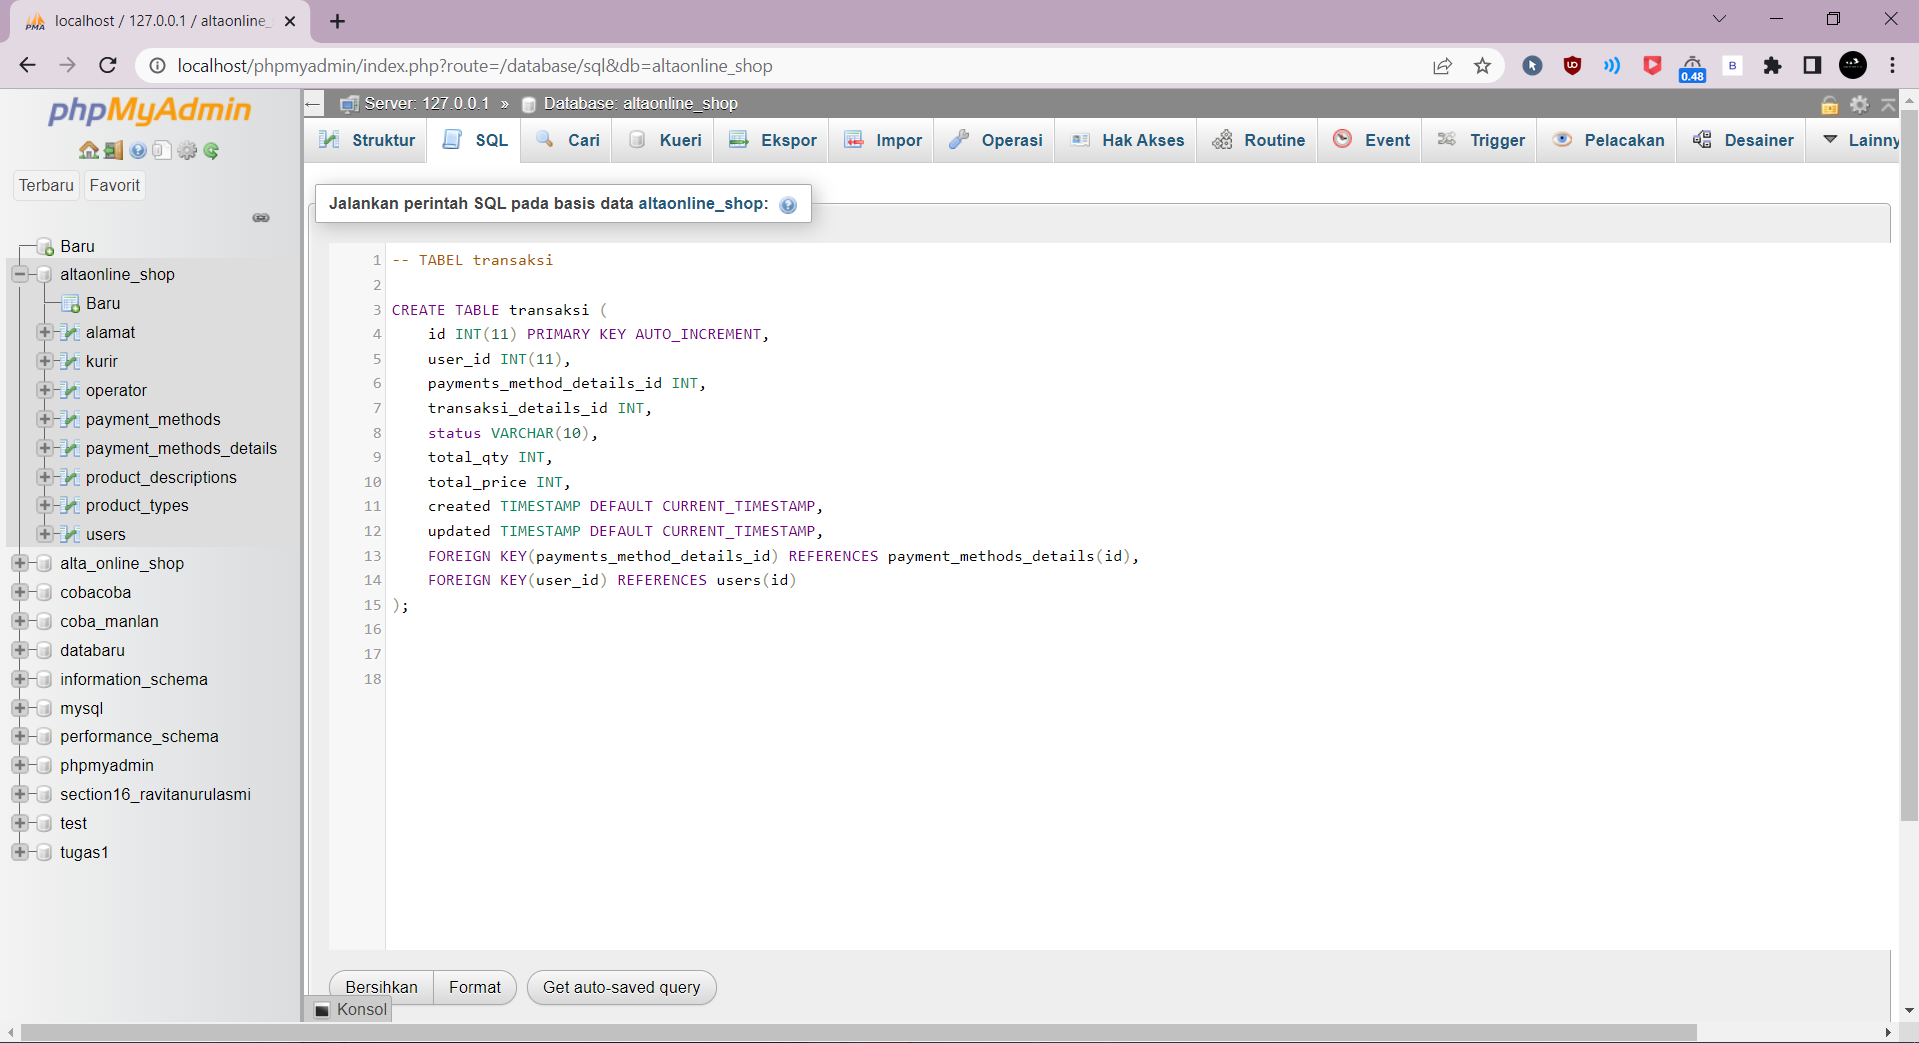 localhost / 127.0.0.1 / altaonline_
localhost/phpmyadmin/index.php?route=/database/sql&db=altaonline_shop
0.48
B
phpMyAdmin
Terbaru
Favorit
Baru
altaonline_shop
Baru
alamat
kurir
operator
payment_methods
payment_methods_details
product_descriptions
product_types
users
alta_online_shop
cobacoba
coba_manlan
databaru
information_schema
mysql
performance_schema
phpmyadmin
section16_ravitanurulasmi
test
tugas1
Server: 127.0.0.1 » Database: altaonline_shop
Struktur SQL Cari Kueri Ekspor Impor Operasi Hak Akses Routine Event Trigger Pelacakan Desainer Lainny
Jalankan perintah SQL pada basis data altaonline_shop:
1 -- TABEL transaksi
2
3 CREATE TABLE transaksi (
4 id INT(11) PRIMARY KEY AUTO_INCREMENT,
5 user_id INT(11),
6 payments_method_details_id INT,
7 transaksi_details_id INT,
8 status VARCHAR(10),
9 total_qty INT,
10 total_price INT,
11 created TIMESTAMP DEFAULT CURRENT_TIMESTAMP,
12 updated TIMESTAMP DEFAULT CURRENT_TIMESTAMP,
13 FOREIGN KEY(payments_method_details_id) REFERENCES payment_methods_details(id),
14 FOREIGN KEY(user_id) REFERENCES users(id)
15 );
16
17
18
Bersihkan Format Get auto-saved query
Konsol